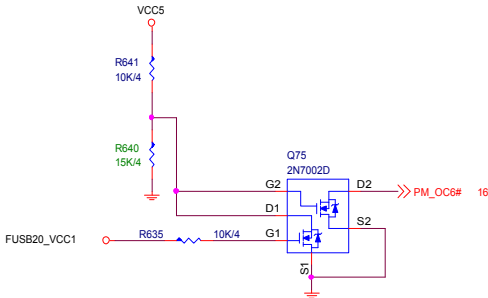 VCC5
R641
10K/4
R640
15K/4
Q75
2N7002D
G2
D2
PM_OC6# 16
D1
S2
FUSB20_VCC1
R635
10K/4
G1
S1